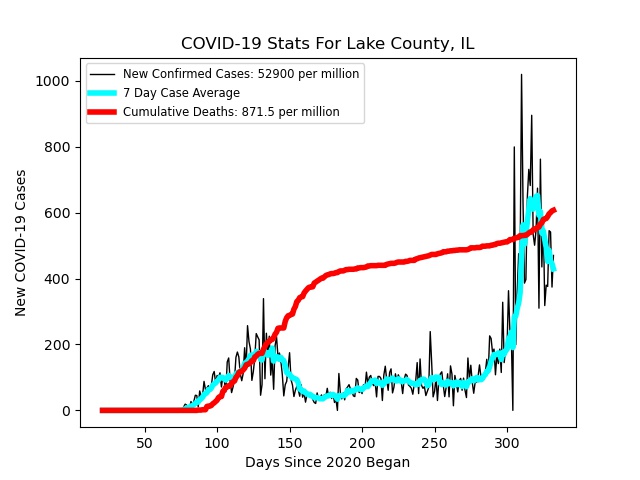 COVID-19 Stats For Lake County, IL
New Confirmed Cases: 52900 per million
7 Day Case Average
Cumulative Deaths: 871.5 per million
New COVID-19 Cases
1000
800
600
400
200
0
50
100
150
200
250
300
Days Since 2020 Began